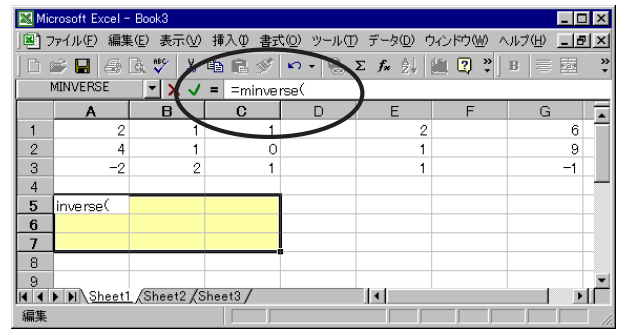 Microsoft Excel - Book3
ファイル(F) 編集(E) 表示(V) 挿入(I) 書式(O) ツール(T) データ(D) ウィンドウ(W) ヘルプ(H)
MINVERSE = =minverse(
A B C D E F G
1 2 1 1 2 6
2 4 1 0 1 9
3 -2 2 1 1 -1
4
5 inverse(
6
7
8
9
Sheet1 Sheet2 Sheet3
編集